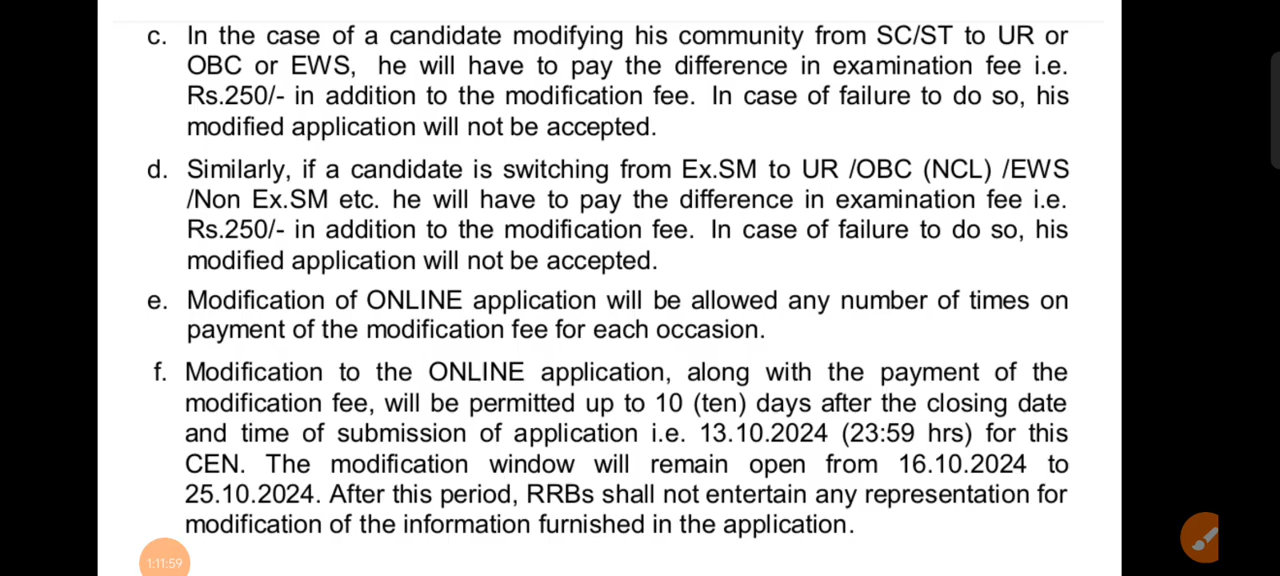 c. In the case of a candidate modifying his community from SC/ST to UR or
OBC or EWS, he will have to pay the difference in examination fee i.e.
Rs.250/- in addition to the modification fee. In case of failure to do so, his
modified application will not be accepted.
d. Similarly, if a candidate is switching from Ex.SM to UR /OBC (NCL) /EWS
/Non Ex.SM etc. he will have to pay the difference in examination fee i.e.
Rs.250/- in addition to the modification fee. In case of failure to do so, his
modified application will not be accepted.
e. Modification of ONLINE application will be allowed any number of times on
payment of the modification fee for each occasion.
f. Modification to the ONLINE application, along with the payment of the
modification fee, will be permitted up to 10 (ten) days after the closing date
and time of submission of application i.e. 13.10.2024 (23:59 hrs) for this
CEN. The modification window will remain open from 16.10.2024 to
25.10.2024. After this period, RRBs shall not entertain any representation for
modification of the information furnished in the application.
1:11:59